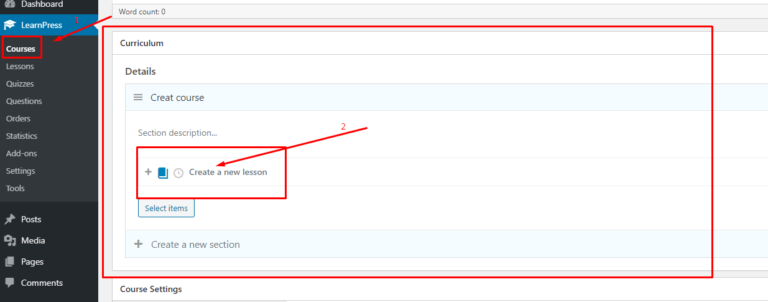 Dashboard
LearnPress
Courses
Lessons
Quizzes
Questions
Orders
Statistics
Add-ons
Settings
Tools
Posts
Media
Pages
Comments
1
Word count: 0
Curriculum
Details
Creat course
Section description...
2
Create a new lesson
Select items
Create a new section
Course Settings